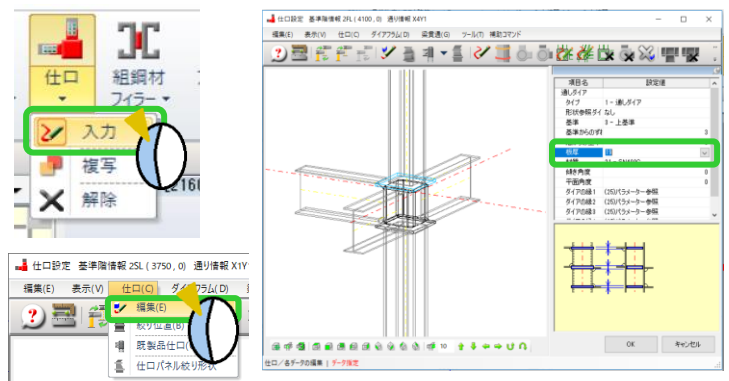 仕口
組鋼材
フィラー
入力
複写
解除
[2160
仕口設定 基準階情報 2SL ( 3750 , 0) 通り情報 X1Y
編集(E) 表示(V) 仕口(C) ダイアフラム(D)
編集(E)
絞り位置(B)
既製品仕口
仕口パネル絞り形状
仕口設定 基準階情報 2FL ( 4100 , 0) 通り情報 X4Y1
編集(E) 表示(V) 仕口(C) ダイアフラム(D) 梁貫通(G) ツール(T) 補助コマンド
項目名 設定値
通しダイア
タイプ 1 - 通しダイア
形状参照ダイ なし
基準 3 - 上基準
基準からのずれ 3
板厚
傾き角度 0
平面角度 0
ダイアの縁1 (25)パラメーター参照
ダイアの縁2 (25)パラメーター参照
ダイアの縁3 (25)パラメーター参照
10
OK キャンセル
仕口/各データの編集 | データ指定